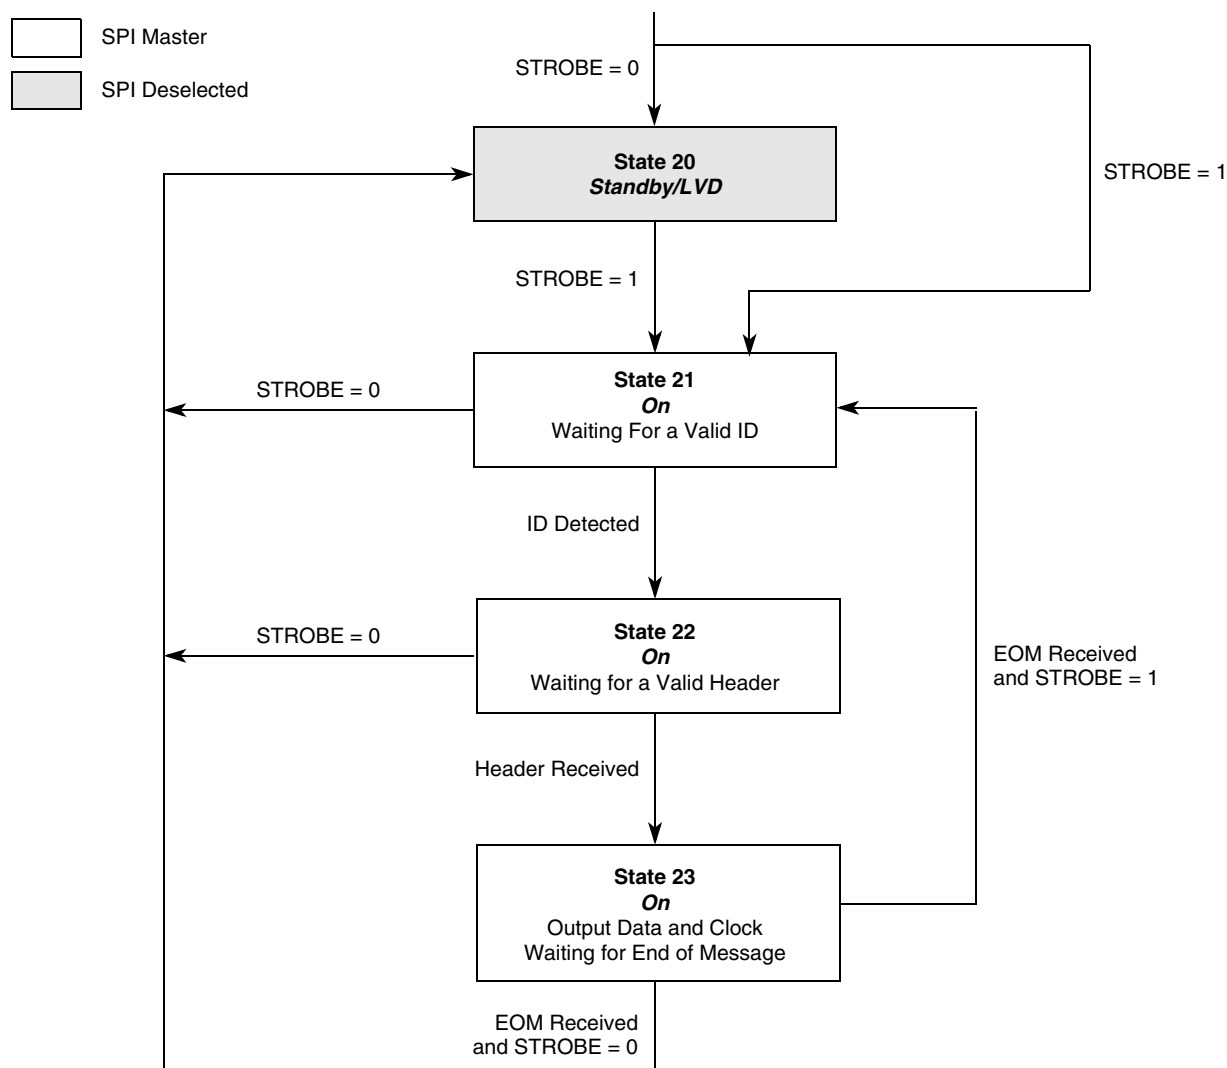 SPI Master
SPI Deselected
STROBE = 0
State 20
Standby/LVD
STROBE = 1
STROBE = 1
State 21
On
Waiting For a Valid ID
STROBE = 0
ID Detected
State 22
On
Waiting for a Valid Header
STROBE = 0
EOM Received
and STROBE = 1
Header Received
State 23
On
Output Data and Clock
Waiting for End of Message
EOM Received
and STROBE = 0